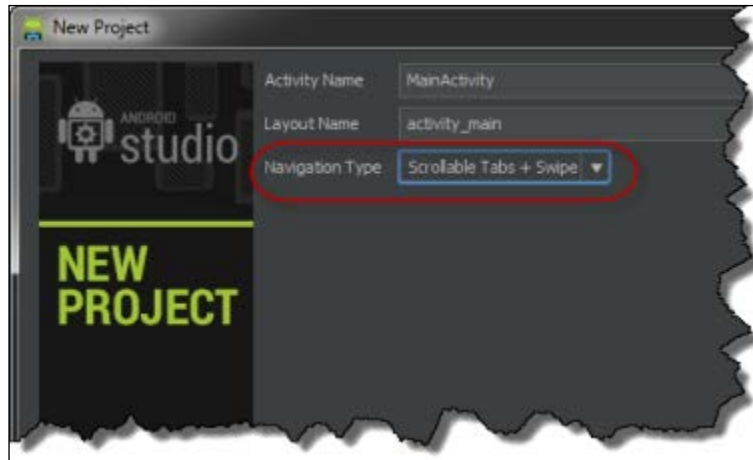 New Project
ANDROID
studio
NEW
PROJECT
Activity Name MainActivity
Layout Name activity_main
Navigation Type Scrollable Tabs + Swipe